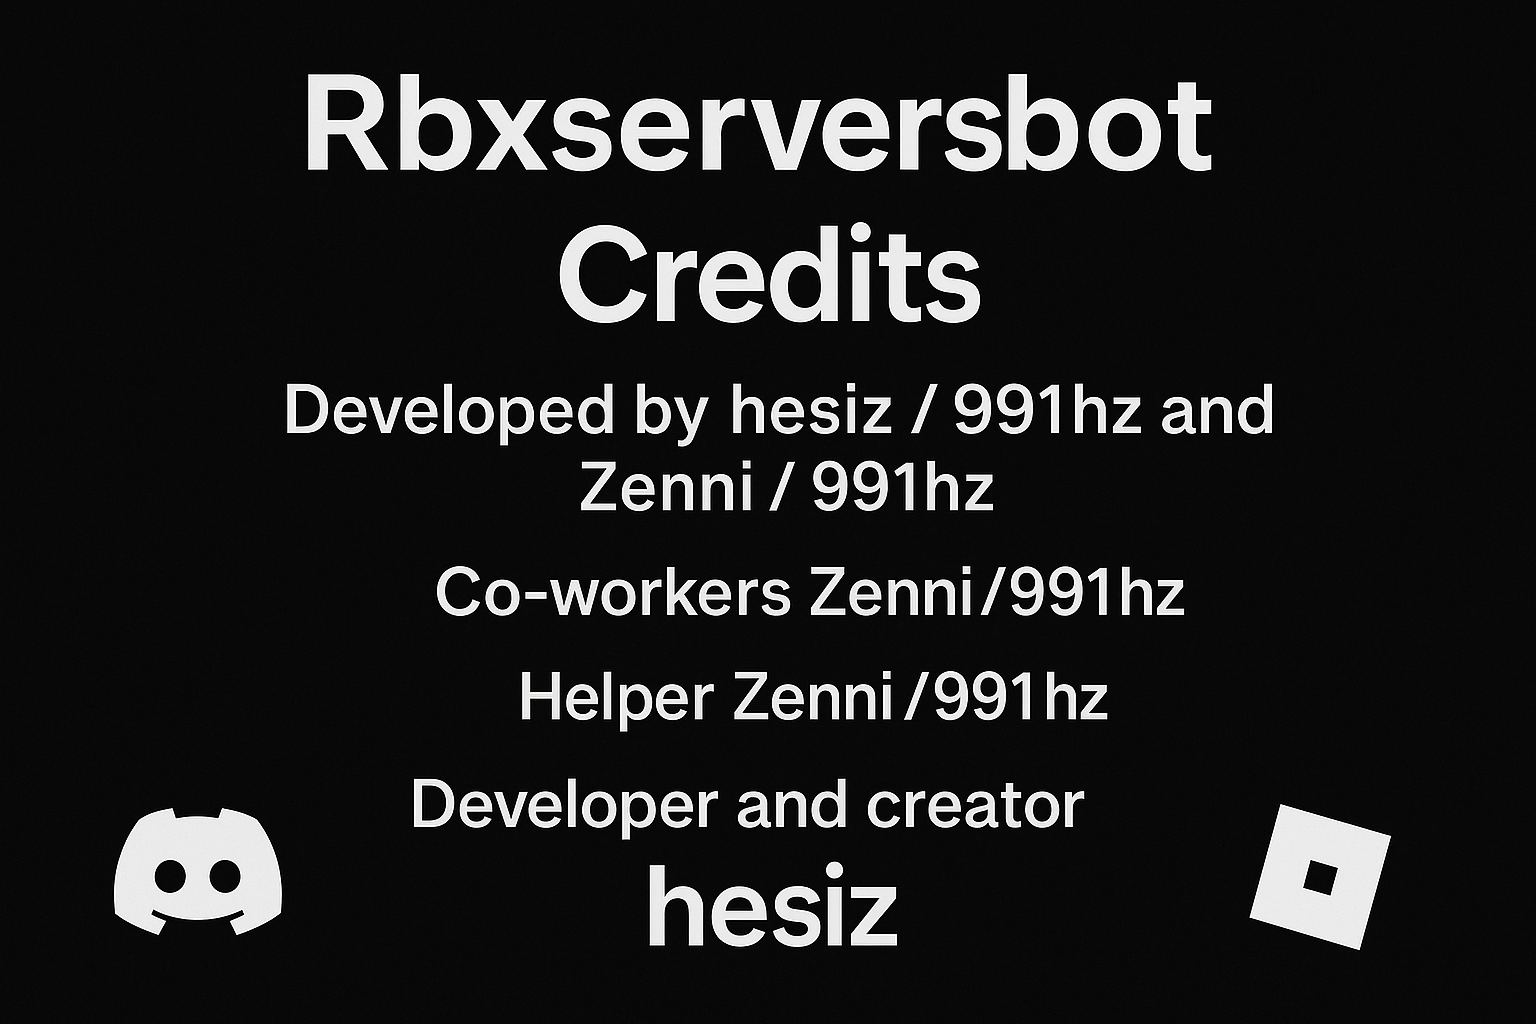 Rbxserversbot
Credits
Developed by hesiz / 991hz and
Zenni / 991hz
Co-workers Zenni/991hz
Helper Zenni/991hz
Developer and creator
hesiz